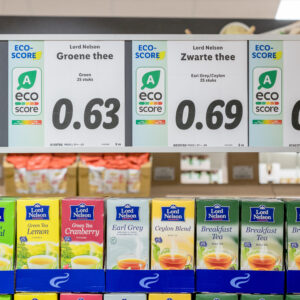 ECO-
SCORE
A
eco
score
Lord Nelson
Groene thee
Groen
25 stuks
0.63
ECO-
SCORE
A
eco
score
Lord Nelson
Zwarte thee
Earl Grey/Ceylon
25 stuks
0.69
ECO-
SCORE
A
eco
score
Lord Nelson
Green Tea
Lemon
Lord Nelson
Green Tea
Cranberry
Lord Nelson
Earl Grey
Lord Nelson
Ceylon Blend
Lord Nelson
Breakfast
Tea
Lord Nelson
Breakfast
Tea